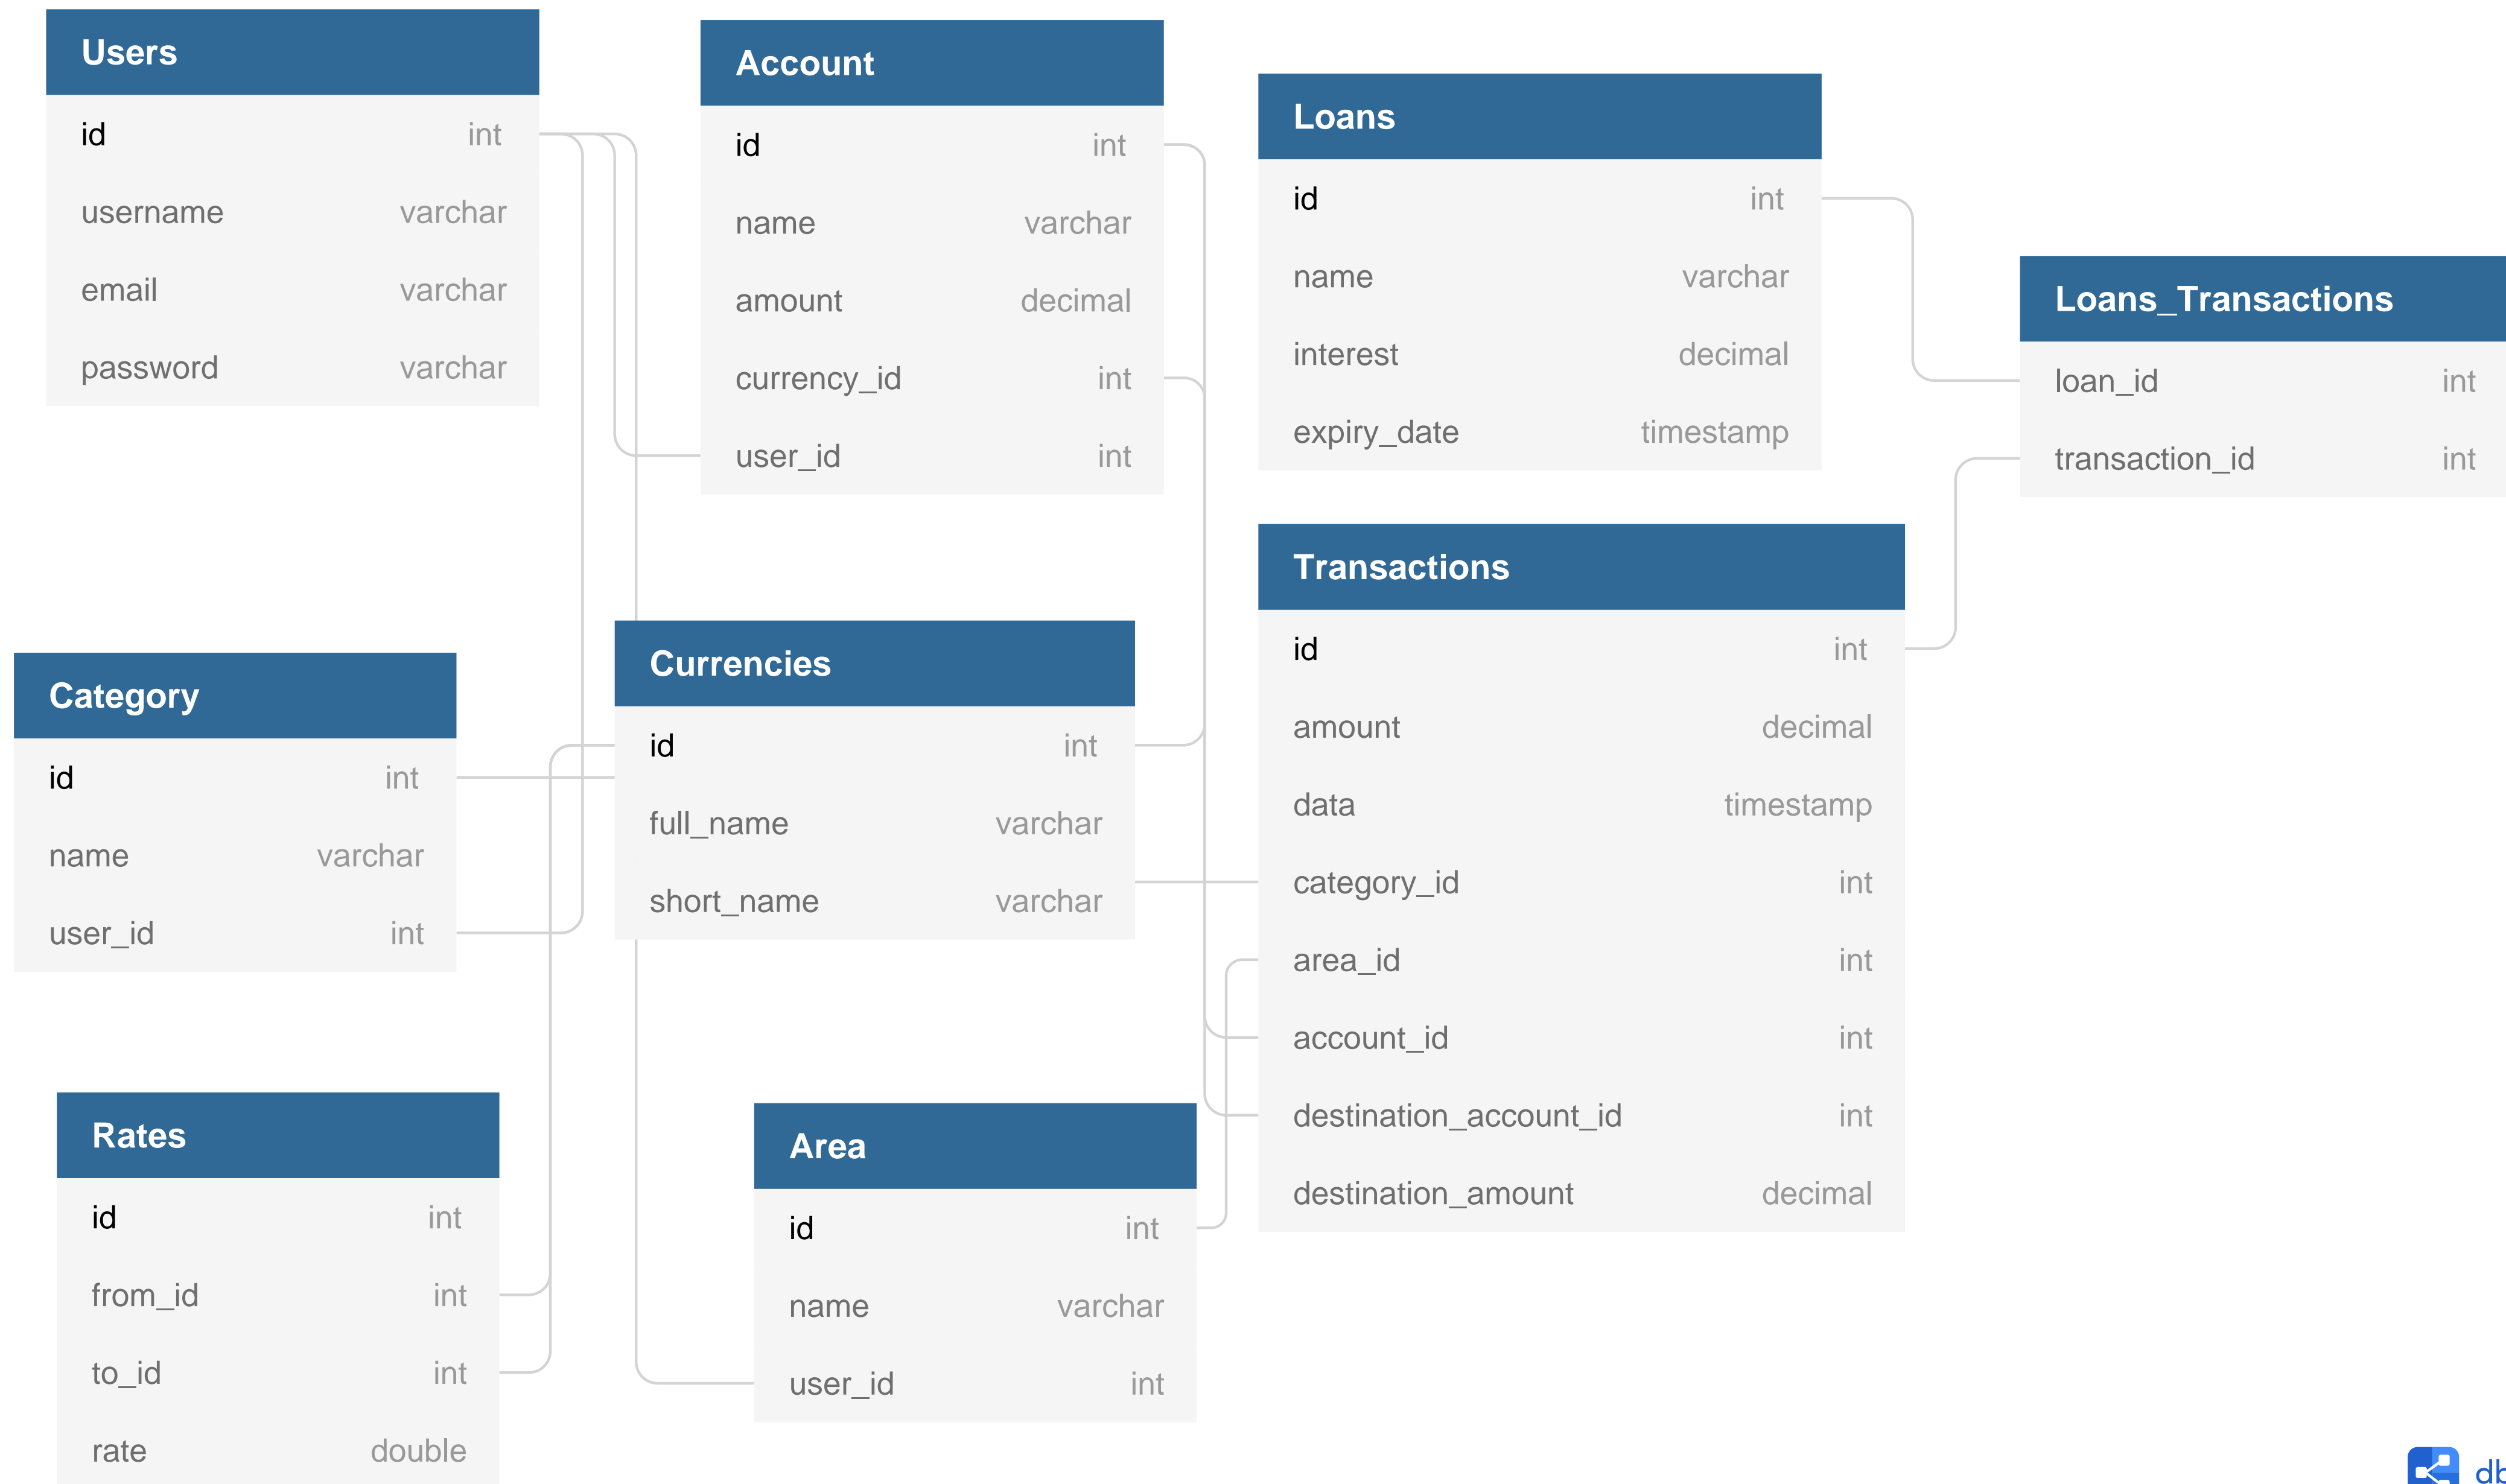 Users
id int
username varchar
email varchar
password varchar
Account
id int
name varchar
amount decimal
currency_id int
user_id int
Loans
id int
name varchar
interest decimal
expiry_date timestamp
Loans_Transactions
loan_id int
transaction_id int
Transactions
id int
amount decimal
data timestamp
category_id int
area_id int
account_id int
destination_account_id int
destination_amount decimal
Currencies
id int
full_name varchar
short_name varchar
Category
id int
name varchar
user_id int
Rates
id int
from_id int
to_id int
rate double
Area
id int
name varchar
user_id int